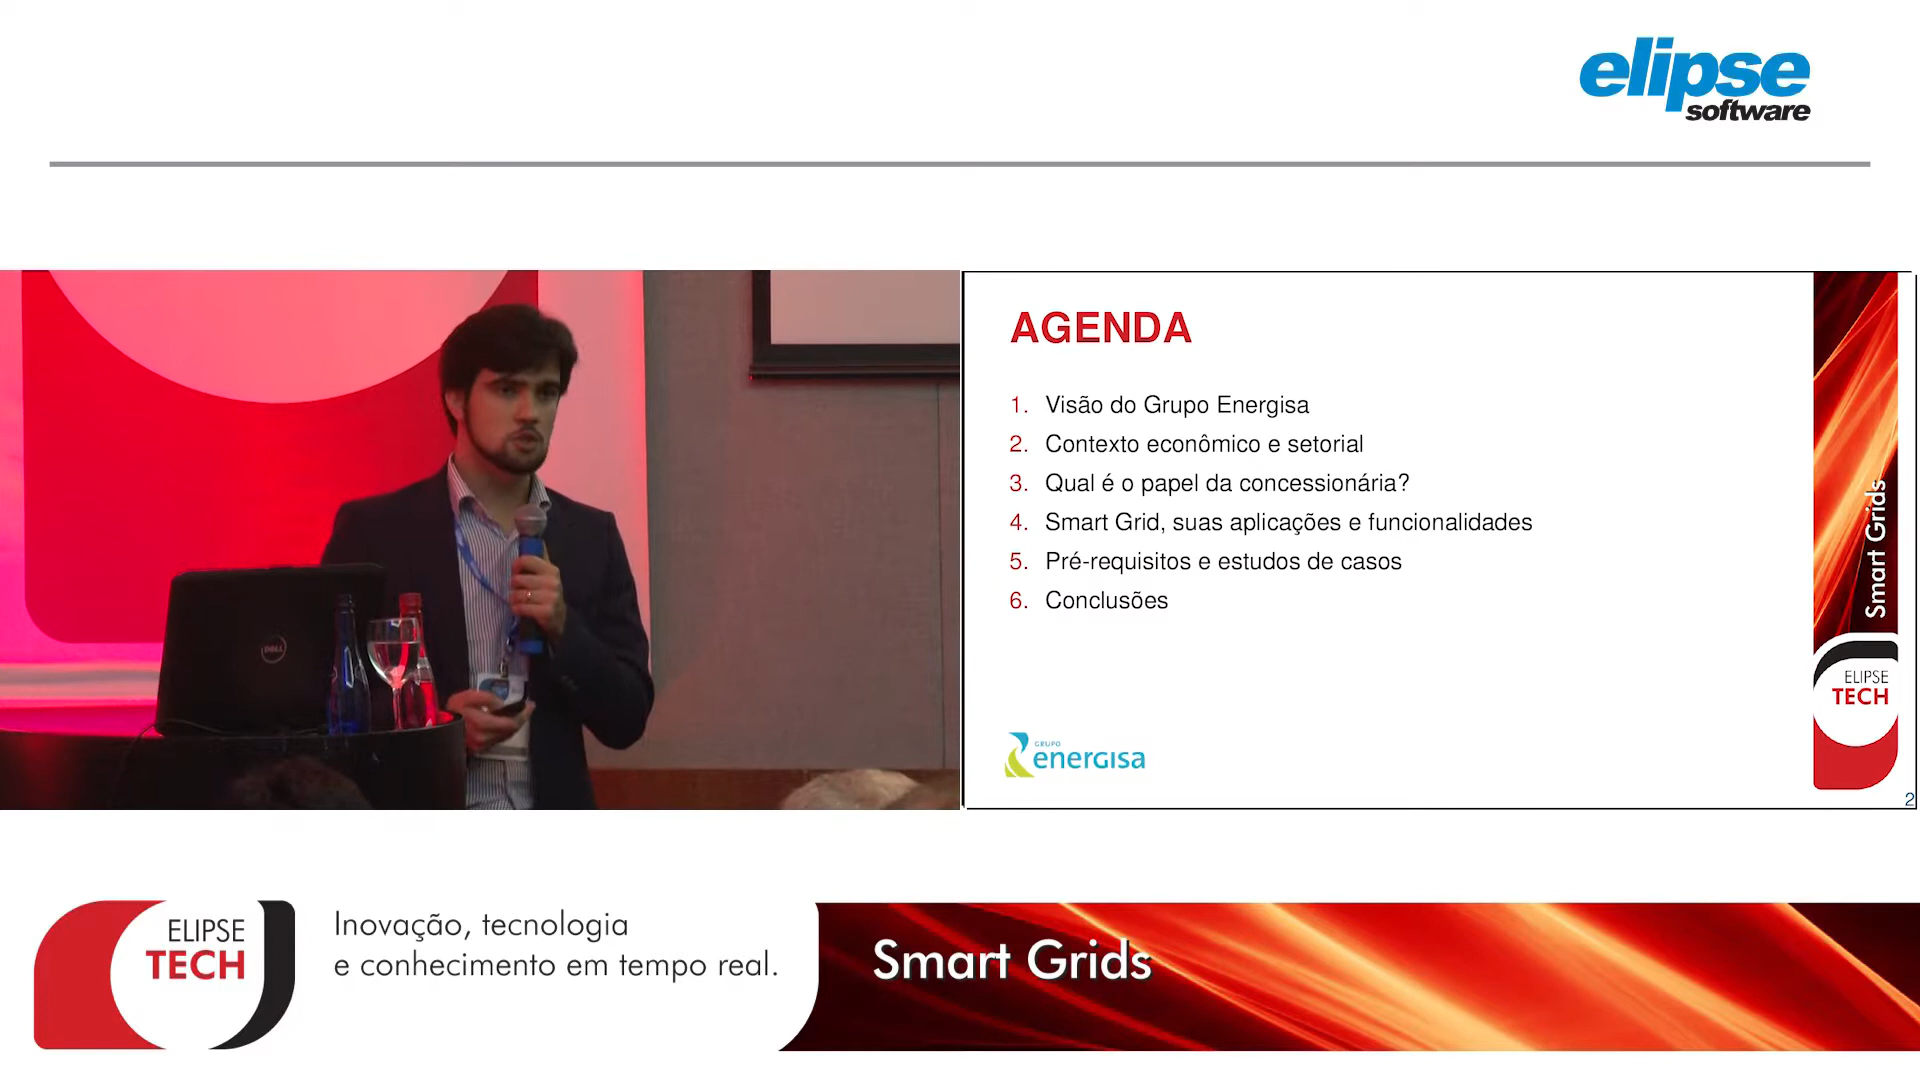 elipse
software
AGENDA
1. Visão do Grupo Energisa
2. Contexto econômico e setorial
3. Qual é o papel da concessionária?
4. Smart Grid, suas aplicações e funcionalidades
5. Pré-requisitos e estudos de casos
6. Conclusões
GRUPO
energisa
Smart Grids
ELIPSE
TECH
2
DELL
ELIPSE
TECH
Inovação, tecnologia
e conhecimento em tempo real.
Smart Grids